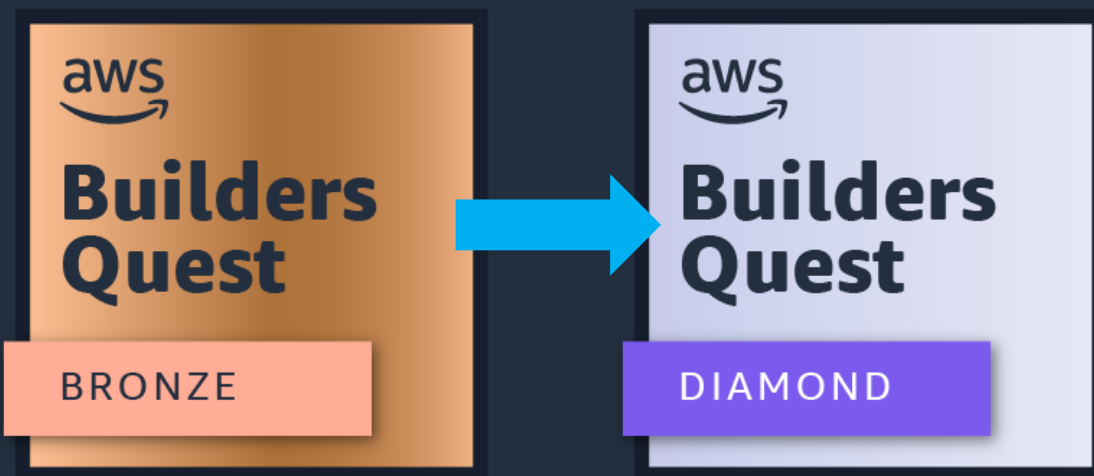 aws
Builders
Quest
BRONZE
aws
Builders
Quest
DIAMOND